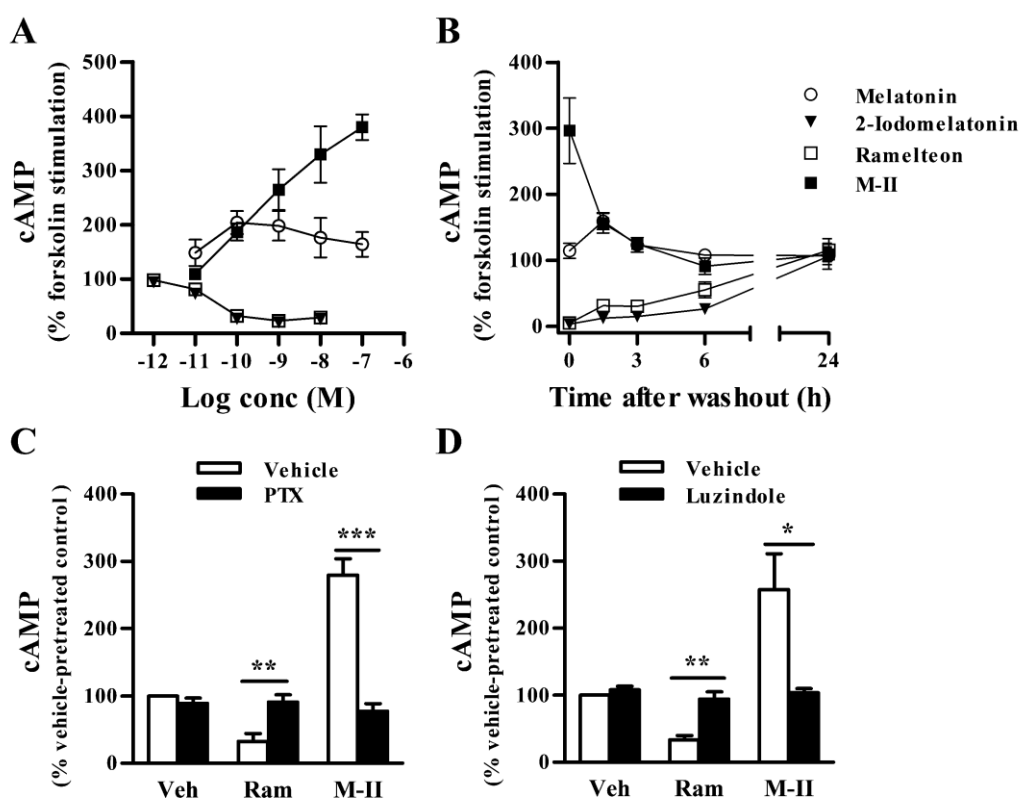 A
500
400
300
200
100
0
cAMP
(% forskolin stimulation)
-12 -11 -10 -9 -8 -7 -6
Log conc (M)
B
400
300
200
100
0
cAMP
(% forskolin stimulation)
0 3 6 24
Time after washout (h)
Melatonin
2-Iodomelatonin
Ramelteon
M-II
C
Vehicle
PTX
400
300
200
100
0
cAMP
(% vehicle-pretreated control )
**
***
Veh Ram M-II
D
Vehicle
Luzindole
400
300
200
100
0
cAMP
(% vehicle-pretreated control )
**
*
Veh Ram M-II